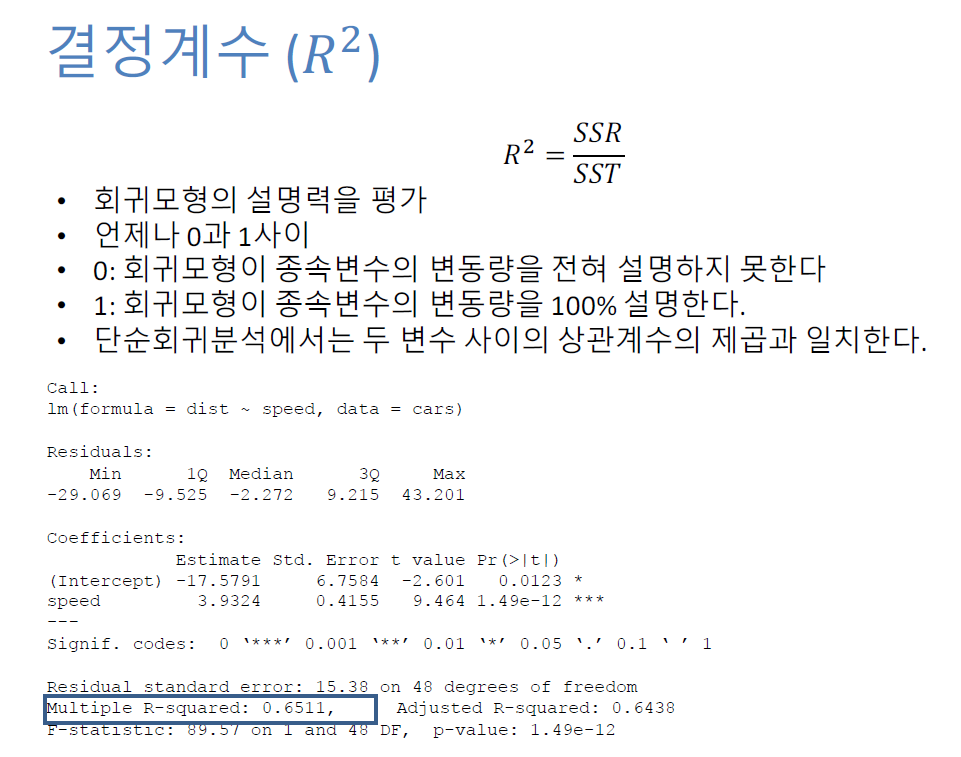 결정계수 (R²)
R² = SSR / SST
• 회귀모형의 설명력을 평가
• 언제나 0과 1사이
• 0: 회귀모형이 종속변수의 변동량을 전혀 설명하지 못한다
• 1: 회귀모형이 종속변수의 변동량을 100% 설명한다.
• 단순회귀분석에서는 두 변수 사이의 상관계수의 제곱과 일치한다.
Call:
lm(formula = dist ~ speed, data = cars)
Residuals:
    Min      1Q  Median      3Q     Max
-29.069  -9.525  -2.272   9.215  43.201
Coefficients:
            Estimate Std. Error t value Pr(>|t|)
(Intercept) -17.5791     6.7584  -2.601   0.0123 *
speed         3.9324     0.4155   9.464 1.49e-12 ***
---
Signif. codes:  0 ‘***’ 0.001 ‘**’ 0.01 ‘*’ 0.05 ‘.’ 0.1 ‘ ’ 1
Residual standard error: 15.38 on 48 degrees of freedom
Multiple R-squared: 0.6511,      Adjusted R-squared: 0.6438
F-statistic: 89.57 on 1 and 48 DF,  p-value: 1.49e-12